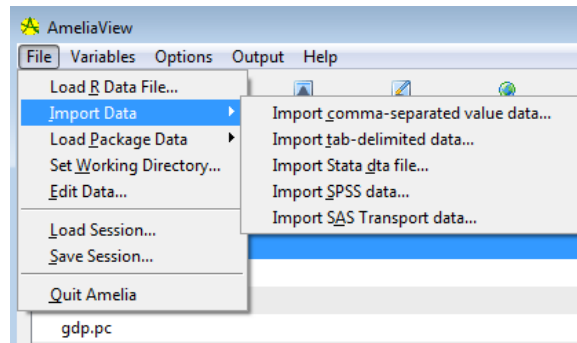 AmeliaView
File Variables Options Output Help
Load R Data File...
Import Data
Load Package Data
Set Working Directory...
Edit Data...
Load Session...
Save Session...
Quit Amelia
Import comma-separated value data...
Import tab-delimited data...
Import Stata dta file...
Import SPSS data...
Import SAS Transport data...
gdp.pc